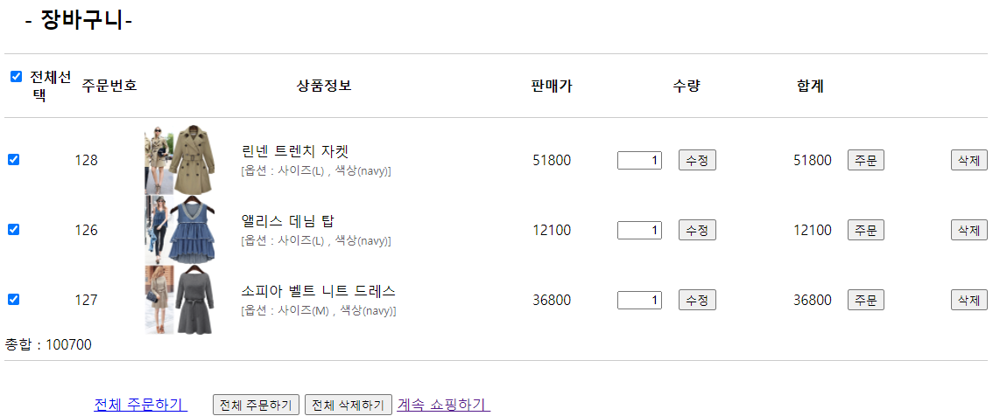 - 장바구니-
전체선택 주문번호 상품정보 판매가 수량 합계
128 린넨 트렌치 자켓 51800 1 수정 51800 주문 삭제
[옵션 : 사이즈(L) , 색상(navy)]
126 앨리스 데님 탑 12100 1 수정 12100 주문 삭제
[옵션 : 사이즈(L) , 색상(navy)]
127 소피아 벨트 니트 드레스 36800 1 수정 36800 주문 삭제
[옵션 : 사이즈(M) , 색상(navy)]
종합 : 100700
전체 주문하기 전체 주문하기 전체 삭제하기 계속 쇼핑하기